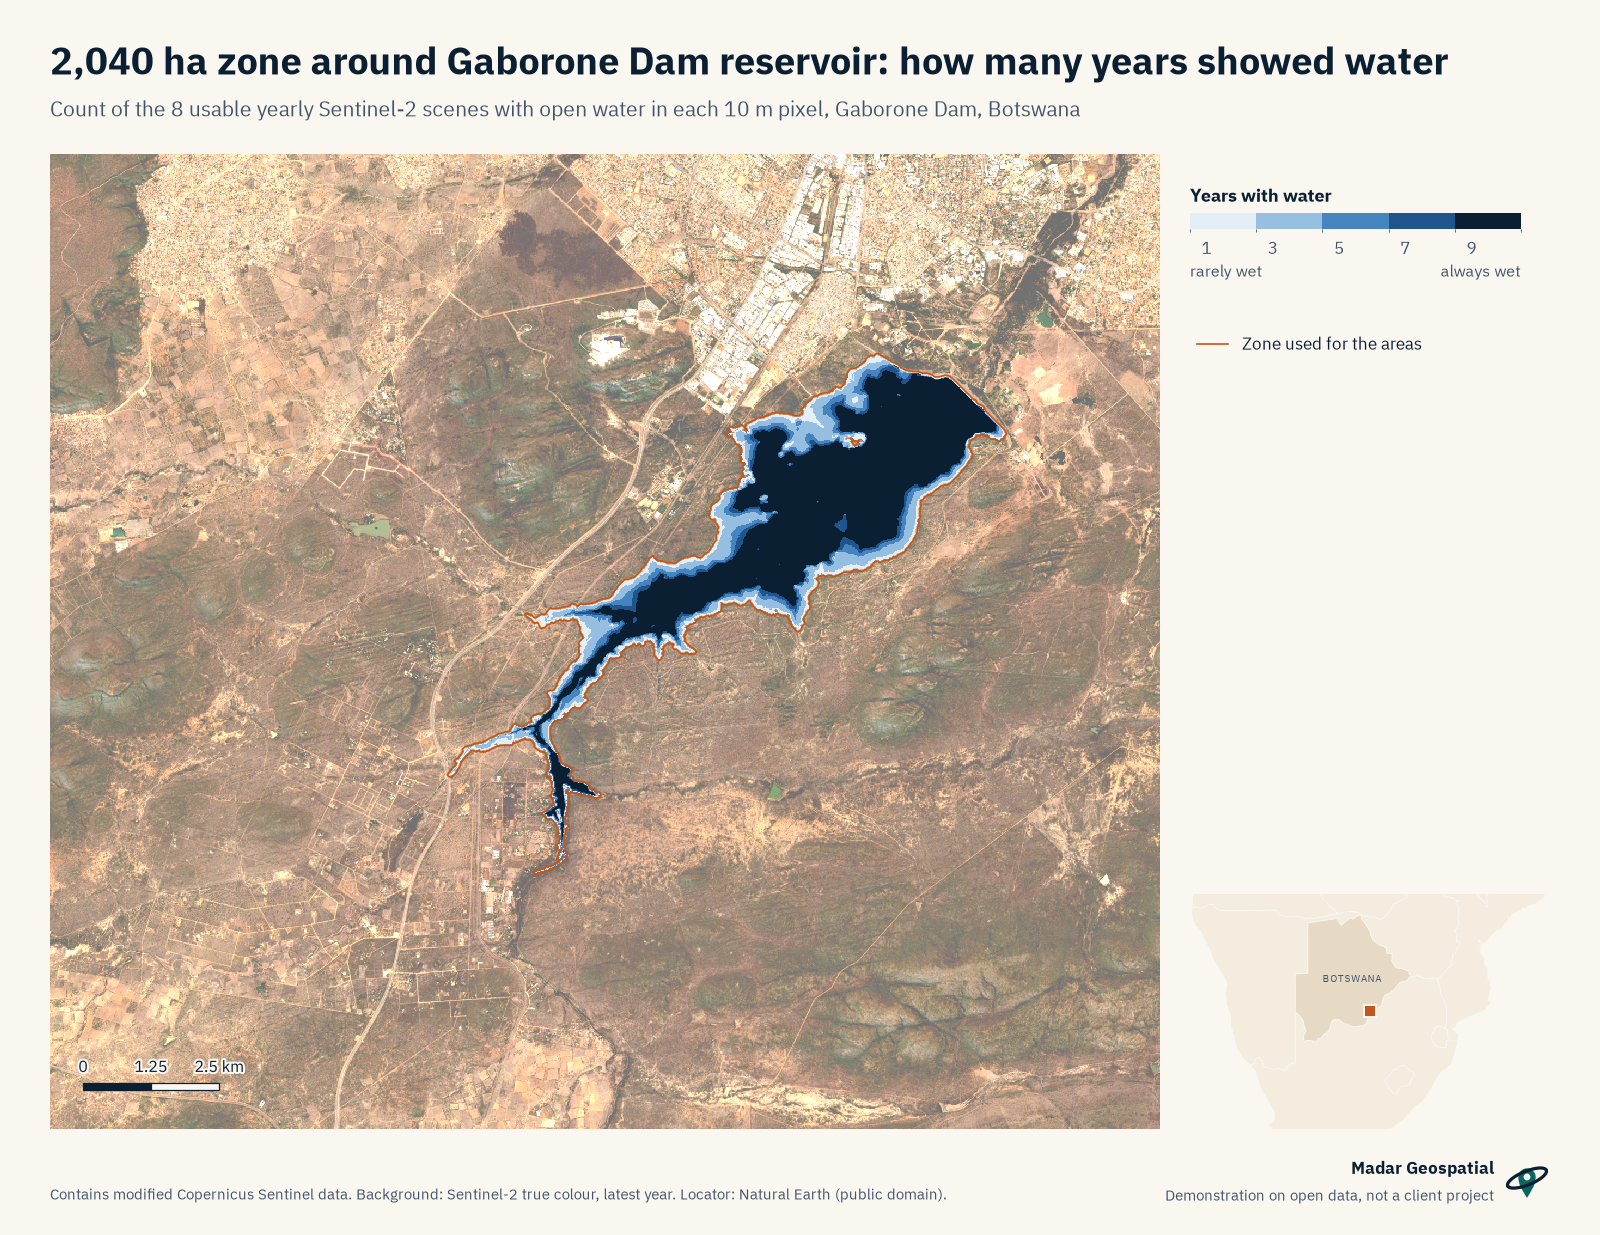 2,040 ha zone around Gaborone Dam reservoir: how many years showed water
Count of the 8 usable yearly Sentinel-2 scenes with open water in each 10 m pixel, Gaborone Dam, Botswana
Years with water
1 3 5 7 9
rarely wet always wet
Zone used for the areas
BOTSWANA
0 1.25 2.5 km
Madar Geospatial
Contains modified Copernicus Sentinel data. Background: Sentinel-2 true colour, latest year. Locator: Natural Earth (public domain).
Demonstration on open data, not a client project